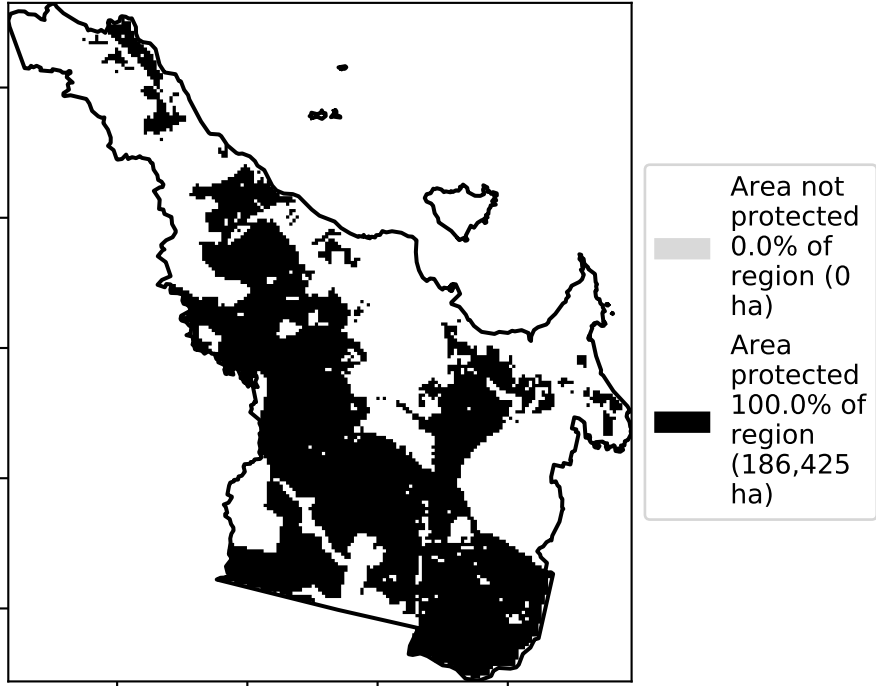 Area not
protected
0.0% of
region (0
ha)
Area
protected
100.0% of
region
(186,425
ha)